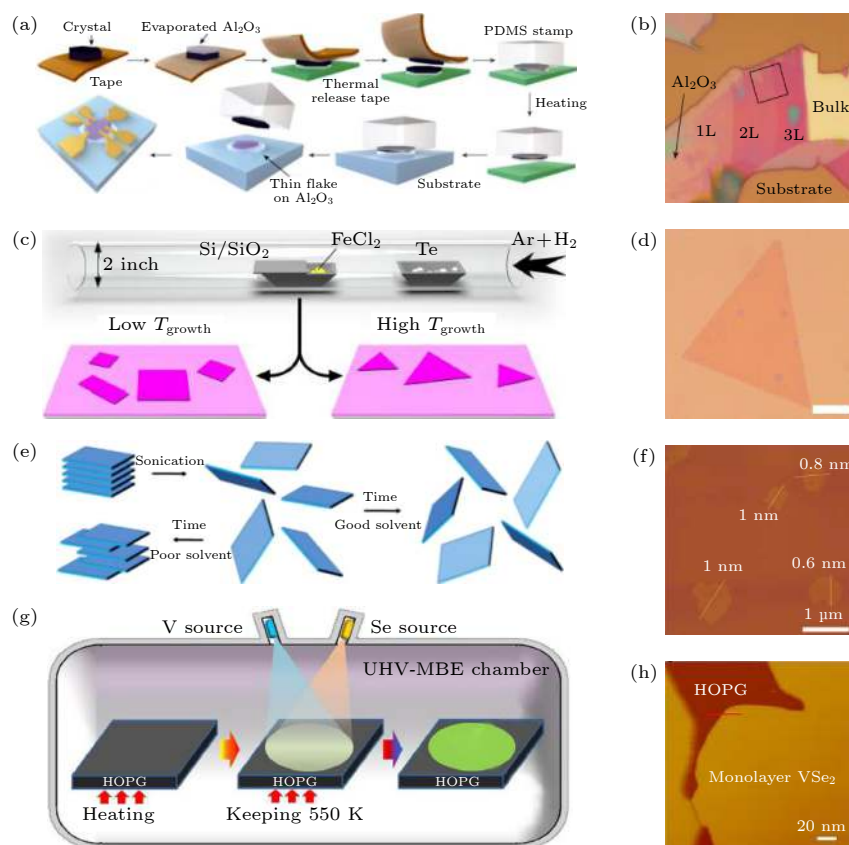 (a)
Crystal
Evaporated Al₂O₃
PDMS stamp
Tape
Thermal
release tape
Heating
Thin flake
on Al₂O₃
Substrate
(b)
Al₂O₃
1L
2L
3L
Bulk
Substrate
(c)
2 inch
Si/SiO₂
FeCl₂
Te
Ar+H₂
Low Tgrowth
High Tgrowth
(d)
(e)
Sonication
Time
Good solvent
Time
Poor solvent
(f)
0.8 nm
1 nm
1 nm
0.6 nm
1 µm
(g)
V source
Se source
UHV-MBE chamber
HOPG
HOPG
HOPG
Heating
Keeping 550 K
(h)
HOPG
Monolayer VSe₂
20 nm